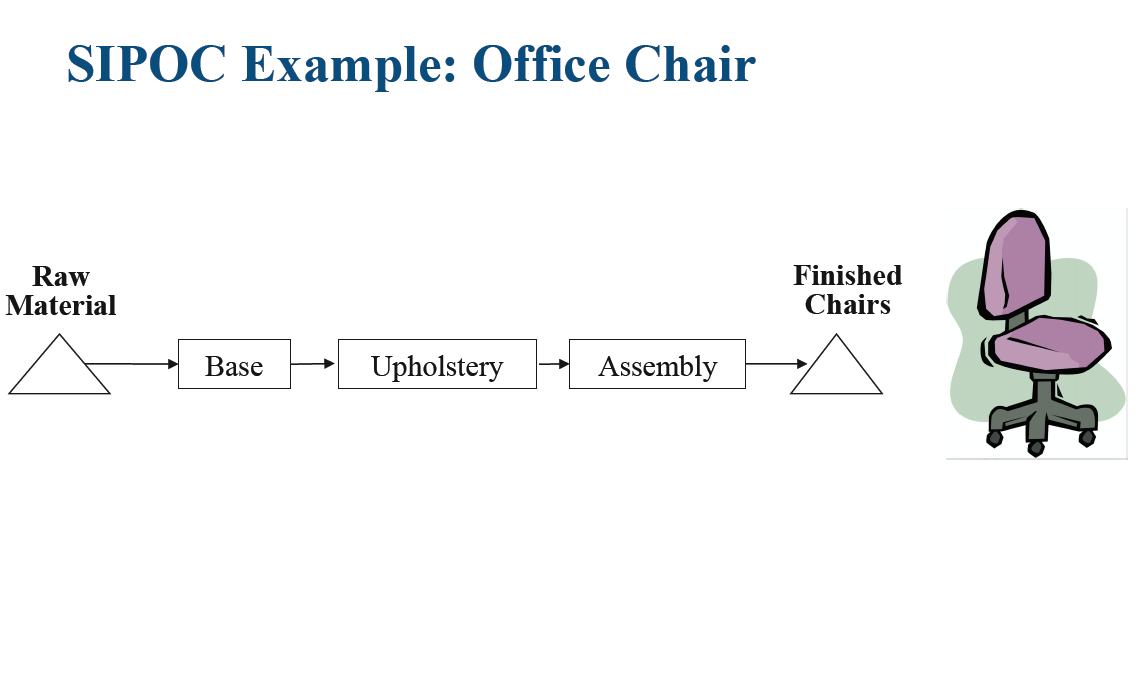 SIPOC Example: Office Chair
Raw
Material
Finished
Chairs
Base
Upholstery
Assembly